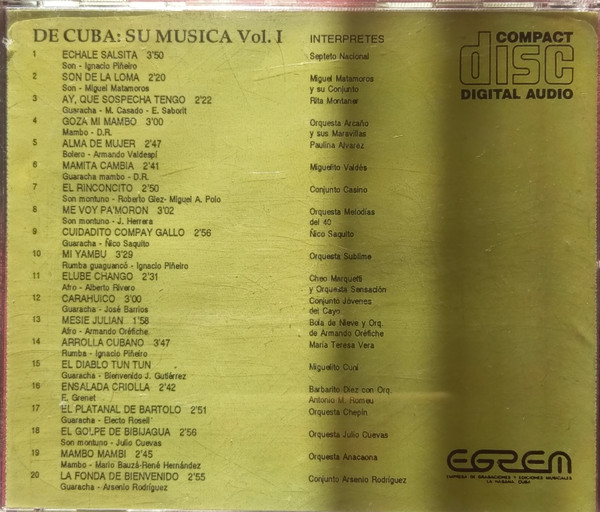 DE CUBA: SU MUSICA Vol. I
INTERPRETES
COMPACT
disc
DIGITAL AUDIO
1 ECHALE SALSITA 3'50
Son - Ignacio Piñeiro
Septeto Nacional
2 SON DE LA LOMA 2'20
Son - Miguel Matamoros
Miguel Matamoros
y su Conjunto
3 AY, QUE SOSPECHA TENGO 2'22
Guaracha - M. Casado - E. Saborit
Rita Montaner
4 GOZA MI MAMBO 3'00
Mambo - D.R.
Orquesta Arcaño
y sus Maravillas
5 ALMA DE MUJER 2'47
Bolero - Armando Valdespí
Paulina Alvarez
6 MAMITA CAMBIA 2'41
Guaracha mambo - D.R.
Miguelito Valdés
7 EL RINCONCITO 2'50
Son montuno - Roberto Glez- Miguel A. Polo
Conjunto Casino
8 ME VOY PA'MORON 3'02
Son montuno - J. Herrera
Orquesta Melodías
del 40
9 CUIDADITO COMPAY GALLO 2'56
Guaracha - Ñico Saquito
Ñico Saquito
10 MI YAMBU 3'29
Rumba guaguancó - Ignacio Piñeiro
Orquesta Sublime
11 ELUBE CHANGO 2'31
Afro - Alberto Rivero
Cheo Marquetti
y Orquesta Sensación
12 CARAHUICO 3'00
Guaracha - José Barrios
Conjunto Jóvenes
del Cayo
13 MESIE JULIAN 1'58
Afro - Armando Oréfiche
Bola de Nieve y Orq.
de Armando Oréfiche
14 ARROLLA CUBANO 3'47
Rumba - Ignacio Piñeiro
María Teresa Vera
15 EL DIABLO TUN TUN
Guaracha - Bienvenido J. Gutiérrez
Miguelito Cuní
16 ENSALADA CRIOLLA 2'42
E. Grenet
Barbarito Diez con Orq.
Antonio M. Romeu
17 EL PLATANAL DE BARTOLO 2'51
Guaracha - Electo Rosell
Orquesta Chepín
18 EL GOLPE DE BIBIJAGUA 2'56
Son montuno - Julio Cuevas
Orquesta Julio Cuevas
19 MAMBO MAMBI 2'45
Mambo - Mario Bauzá-René Hernández
Orquesta Anacaona
20 LA FONDA DE BIENVENIDO 2'55
Guaracha - Arsenio Rodríguez
Conjunto Arsenio Rodríguez
EGREM
EMPRESA DE GRABACIONES Y EDICIONES MUSICALES
LA HABANA, CUBA